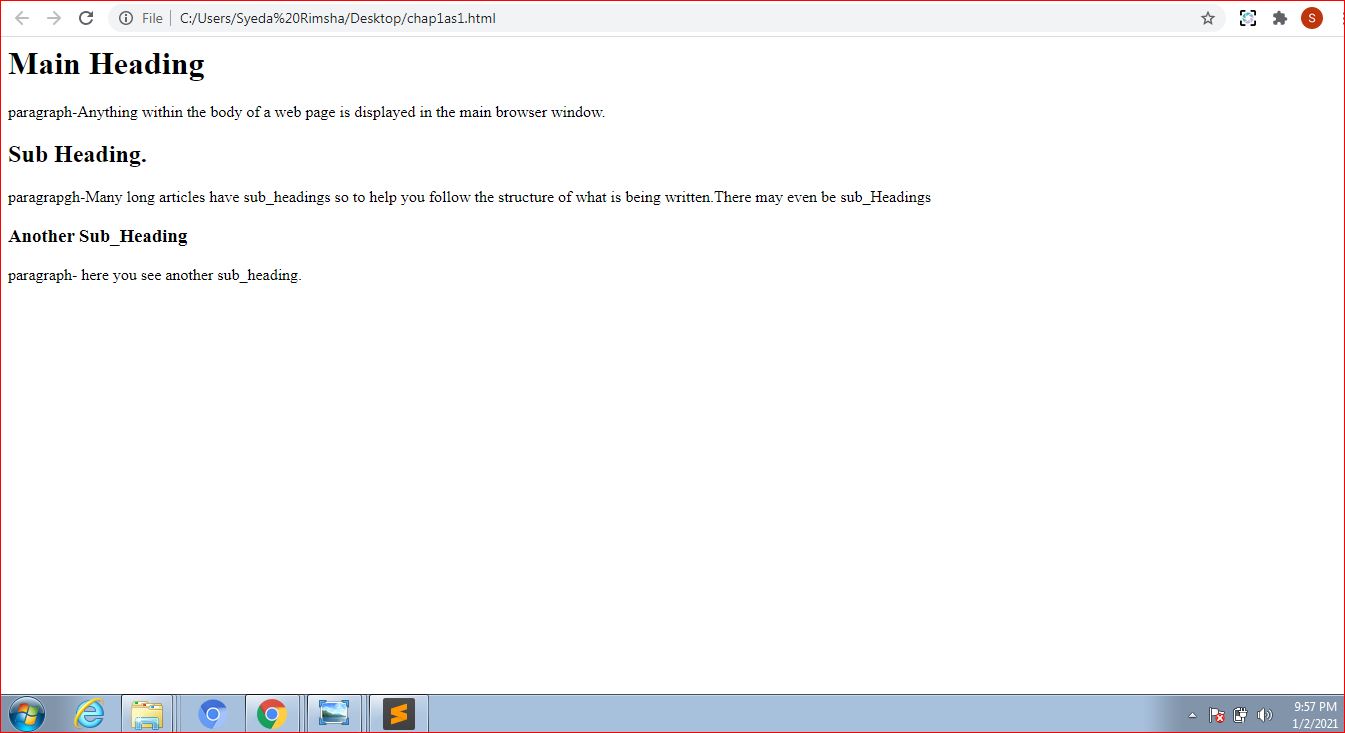 File | C:/Users/Syeda%20Rimsha/Desktop/chap1as1.html
S
Main Heading
paragraph-Anything within the body of a web page is displayed in the main browser window.
Sub Heading.
paragrapgh-Many long articles have sub_headings so to help you follow the structure of what is being written.There may even be sub_Headings
Another Sub_Heading
paragraph- here you see another sub_heading.
9:57 PM
1/2/2021